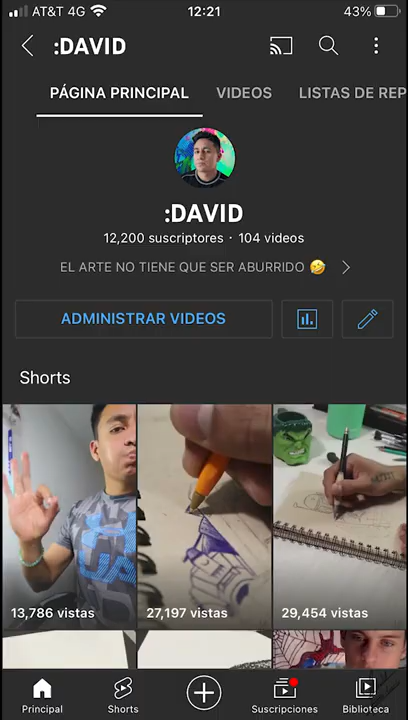 AT&T 4G 12:21 43%
:DAVID
PÁGINA PRINCIPAL VIDEOS LISTAS DE REP
:DAVID
12,200 suscriptores · 104 videos
EL ARTE NO TIENE QUE SER ABURRIDO 🤣
ADMINISTRAR VIDEOS
Shorts
13,786 vistas 27,197 vistas 29,454 vistas
Principal Shorts Suscripciones Biblioteca